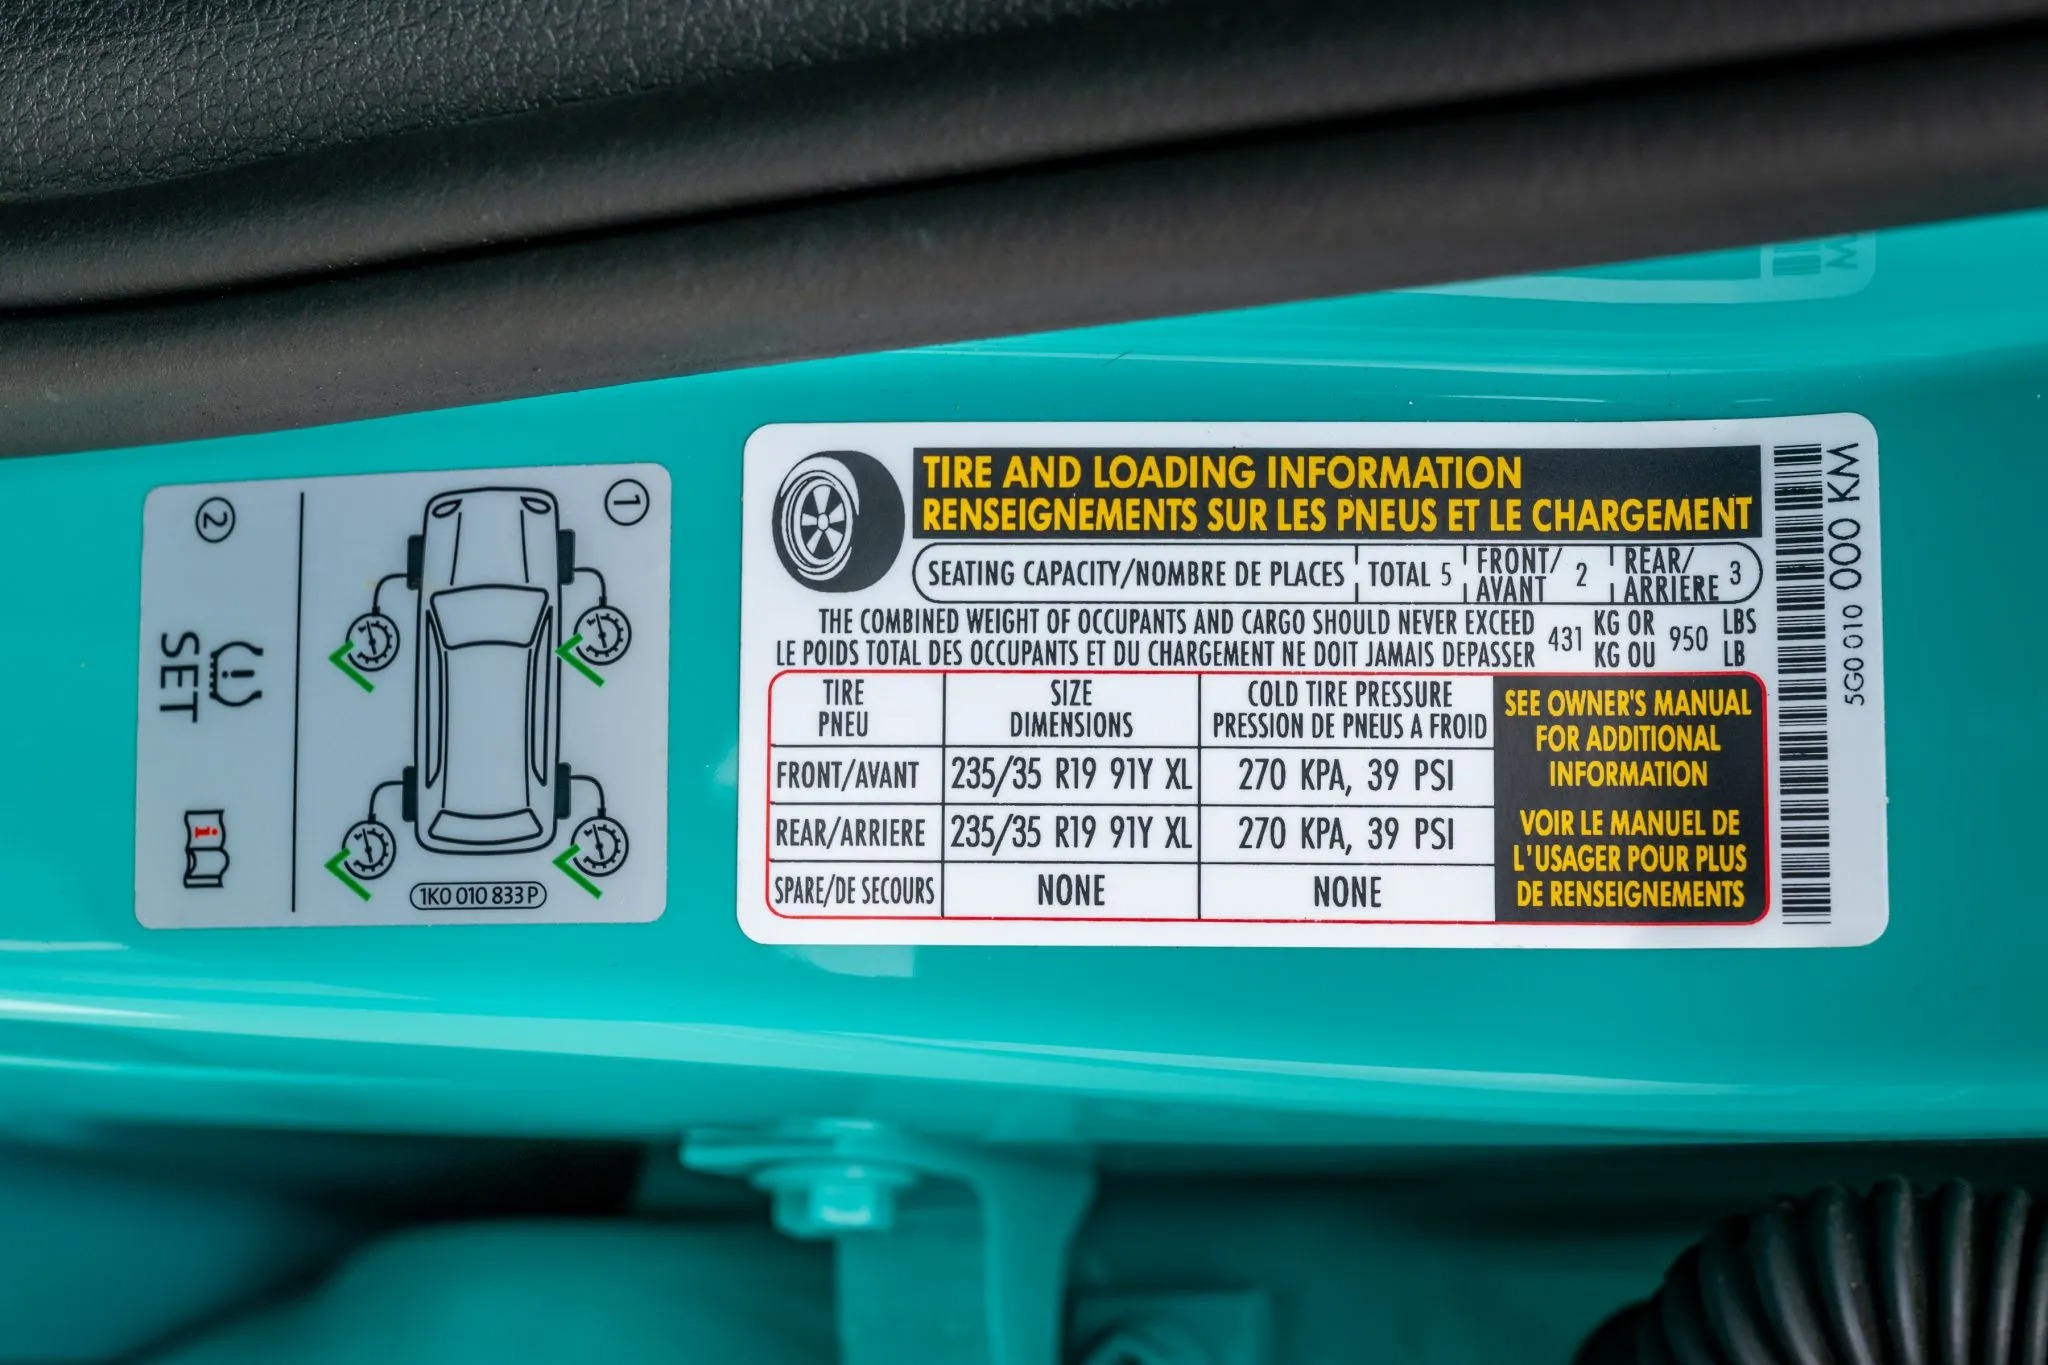 2
1
SET
i
1K0 010 833 P
TIRE AND LOADING INFORMATION
RENSEIGNEMENTS SUR LES PNEUS ET LE CHARGEMENT
SEATING CAPACITY/NOMBRE DE PLACES TOTAL 5 FRONT/AVANT 2 REAR/ARRIERE 3
THE COMBINED WEIGHT OF OCCUPANTS AND CARGO SHOULD NEVER EXCEED 431 KG OR 950 LBS
LE POIDS TOTAL DES OCCUPANTS ET DU CHARGEMENT NE DOIT JAMAIS DEPASSER KG OU LB
TIRE SIZE COLD TIRE PRESSURE
PNEU DIMENSIONS PRESSION DE PNEUS A FROID
FRONT/AVANT 235/35 R19 91Y XL 270 KPA, 39 PSI
REAR/ARRIERE 235/35 R19 91Y XL 270 KPA, 39 PSI
SPARE/DE SECOURS NONE NONE
SEE OWNER'S MANUAL
FOR ADDITIONAL
INFORMATION
VOIR LE MANUEL DE
L'USAGER POUR PLUS
DE RENSEIGNEMENTS
5G0 010 000 KM